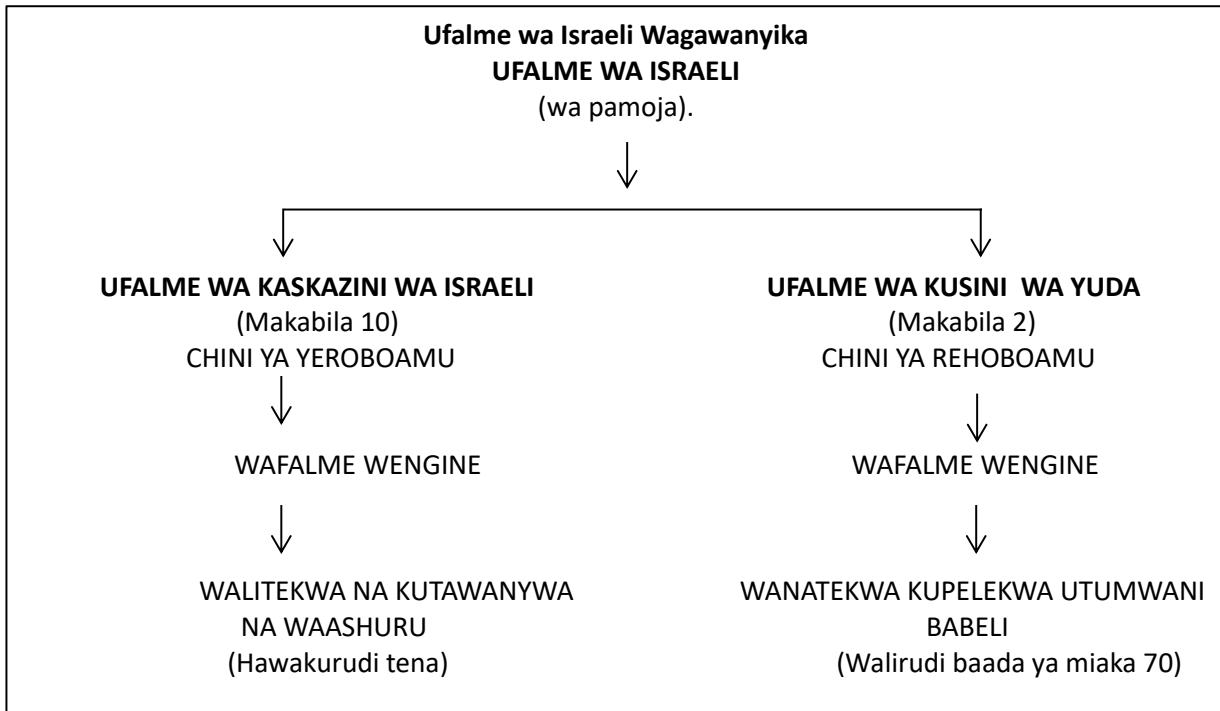 Ufalme wa Israeli Wagawanyika
UFALME WA ISRAELI
(wa pamoja).
UFALME WA KASKAZINI WA ISRAELI
(Makabila 10)
CHINI YA YEROBOAMU
WAFALME WENGINE
WALITEKWA NA KUTAWANYWA
NA WAASHURU
(Hawakurudi tena)
UFALME WA KUSINI WA YUDA
(Makabila 2)
CHINI YA REHOBOAMU
WAFALME WENGINE
WANATEKWA KUPELEKWA UTUMWANI
BABELI
(Walirudi baada ya miaka 70)